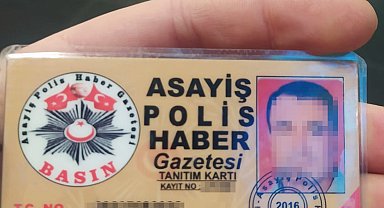 Asayiş Polis Haber Gazetesi
BASIN
ASAYİŞ
POLİS
HABER
Gazetesi
TANITIM KARTI
KAYIT NO :
2016
T.C. NO